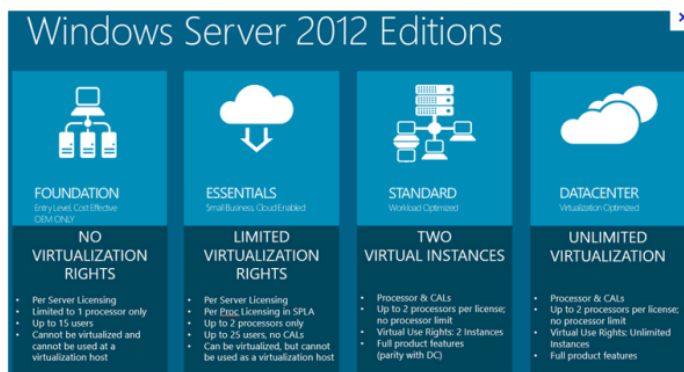 Windows Server 2012 Editions
FOUNDATION
Entry Level, Cost Effective
OEM ONLY
NO
VIRTUALIZATION
RIGHTS
• Per Server Licensing
• Limited to 1 processor only
• Up to 15 users
• Cannot be virtualized and
cannot be used at a
virtualization host
ESSENTIALS
Small Business, Cloud Enabled
LIMITED
VIRTUALIZATION
RIGHTS
• Per Server Licensing
• Per Proc Licensing in SPLA
• Up to 2 processors only
• Up to 25 users, no CALs
• Can be virtualized, but cannot
be used as a virtualization host
STANDARD
Workload Optimized
TWO
VIRTUAL INSTANCES
• Processor & CALs
• Up to 2 processors per license;
no processor limit
• Virtual Use Rights: 2 Instances
• Full product features
(parity with DC)
DATACENTER
Virtualization Optimized
UNLIMITED
VIRTUALIZATION
• Processor & CALs
• Up to 2 processors per license;
no processor limit
• Virtual Use Rights: Unlimited
Instances
• Full product features